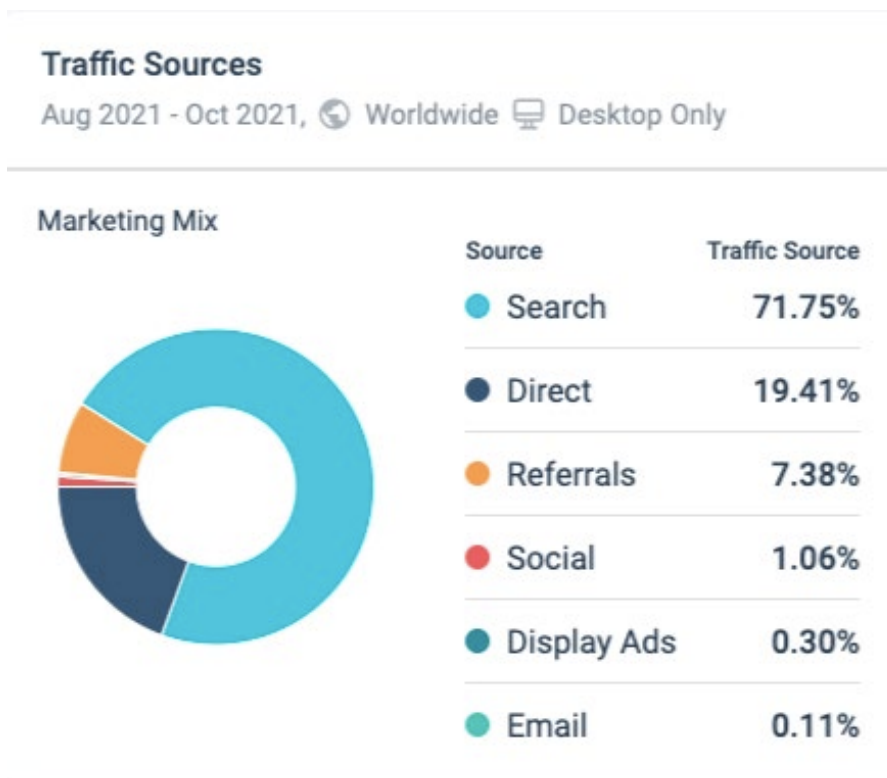 Traffic Sources
Aug 2021 - Oct 2021, Worldwide Desktop Only
Marketing Mix
Source Traffic Source
Search 71.75%
Direct 19.41%
Referrals 7.38%
Social 1.06%
Display Ads 0.30%
Email 0.11%